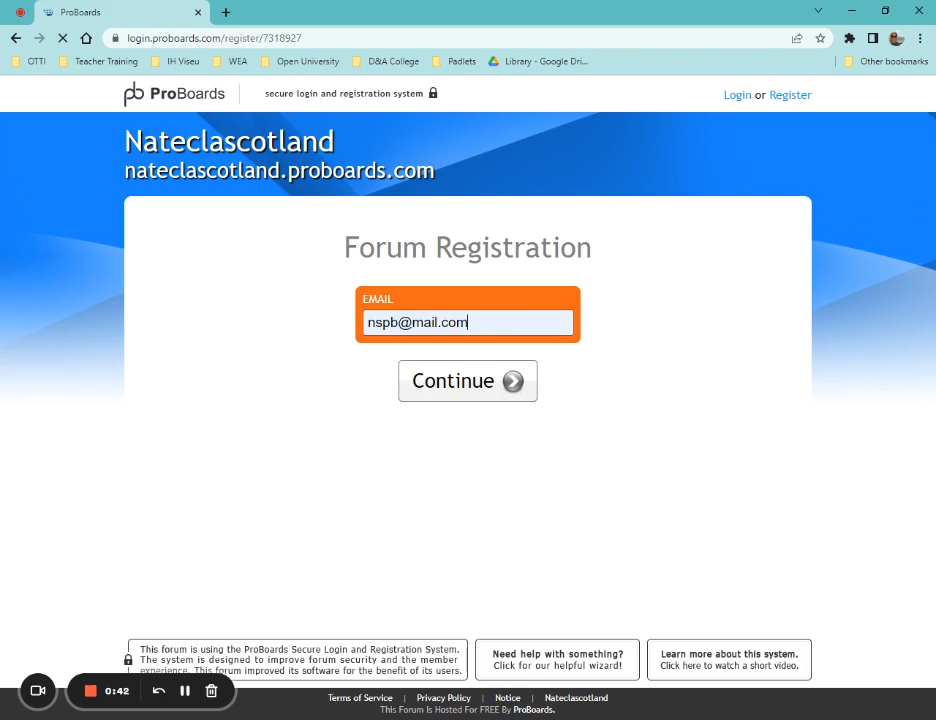 ProBoards
login.proboards.com/register/7318927
OTTI Teacher Training IH Viseu WEA Open University D&A College Padlets Library - Google Dri... Other bookmarks
pb ProBoards secure login and registration system Login or Register
Nateclascotland
nateclascotland.proboards.com
Forum Registration
EMAIL
nspb@mail.com
Continue
This forum is using the ProBoards Secure Login and Registration System.
The system is designed to improve forum security and the member
experience. This forum improved its software for the benefit of its users.
Need help with something?
Click for our helpful wizard!
Learn more about this system.
Click here to watch a short video.
0:42
Terms of Service | Privacy Policy | Notice | Nateclascotland
This Forum Is Hosted For FREE By ProBoards.